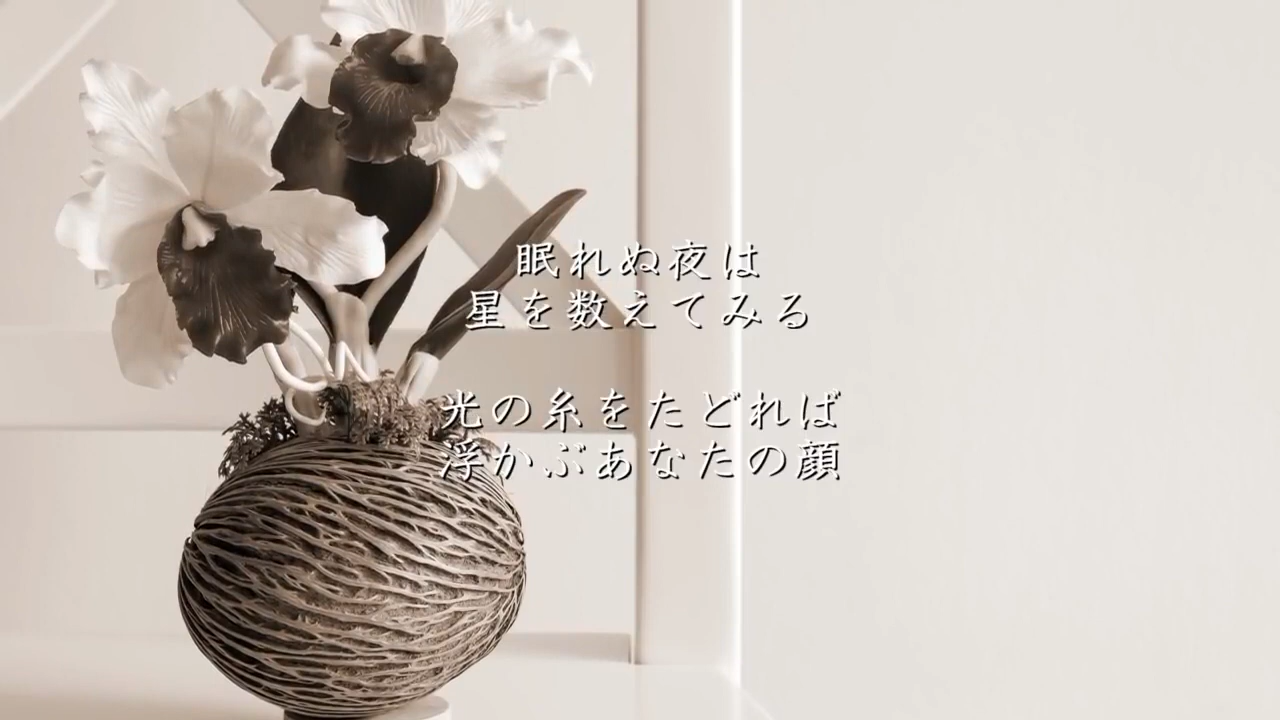 眠れぬ夜は
星を数えてみる
光の糸をたどれば
浮かぶあなたの顔